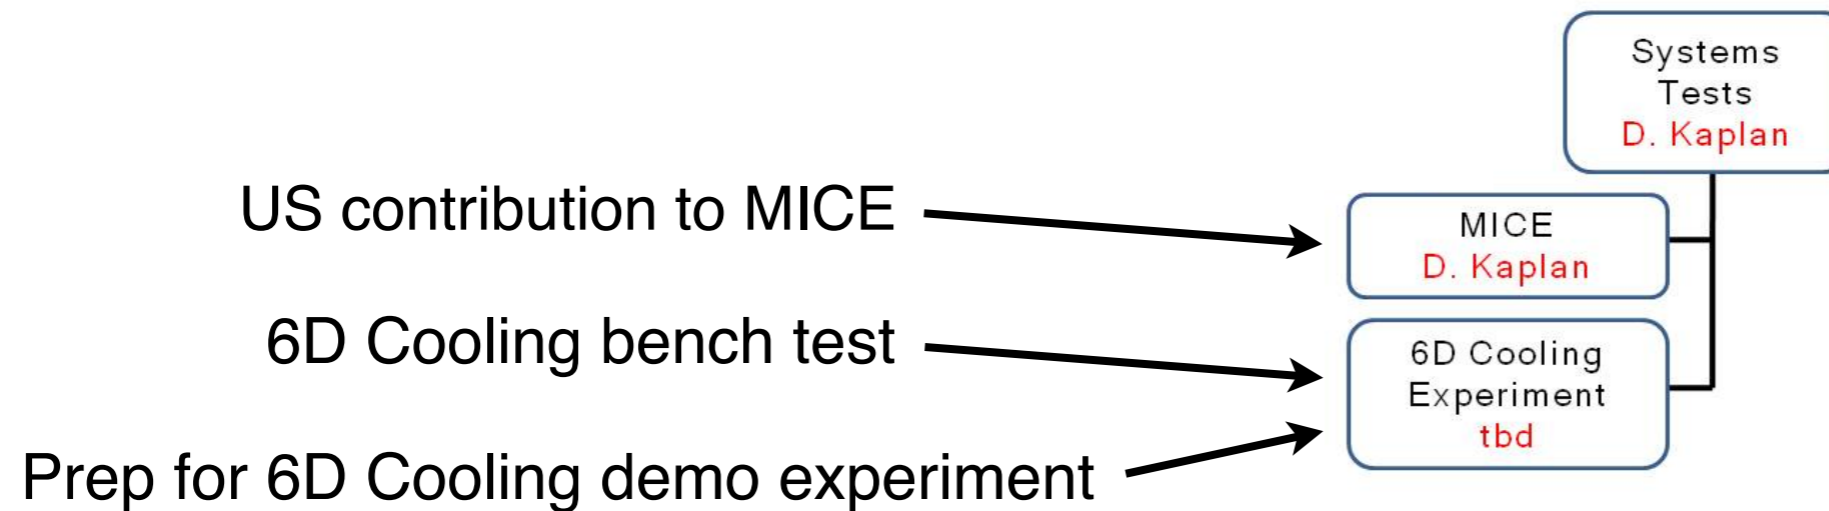 Systems
Tests
D. Kaplan
US contribution to MICE
MICE
D. Kaplan
6D Cooling bench test
6D Cooling
Experiment
tbd
Prep for 6D Cooling demo experiment